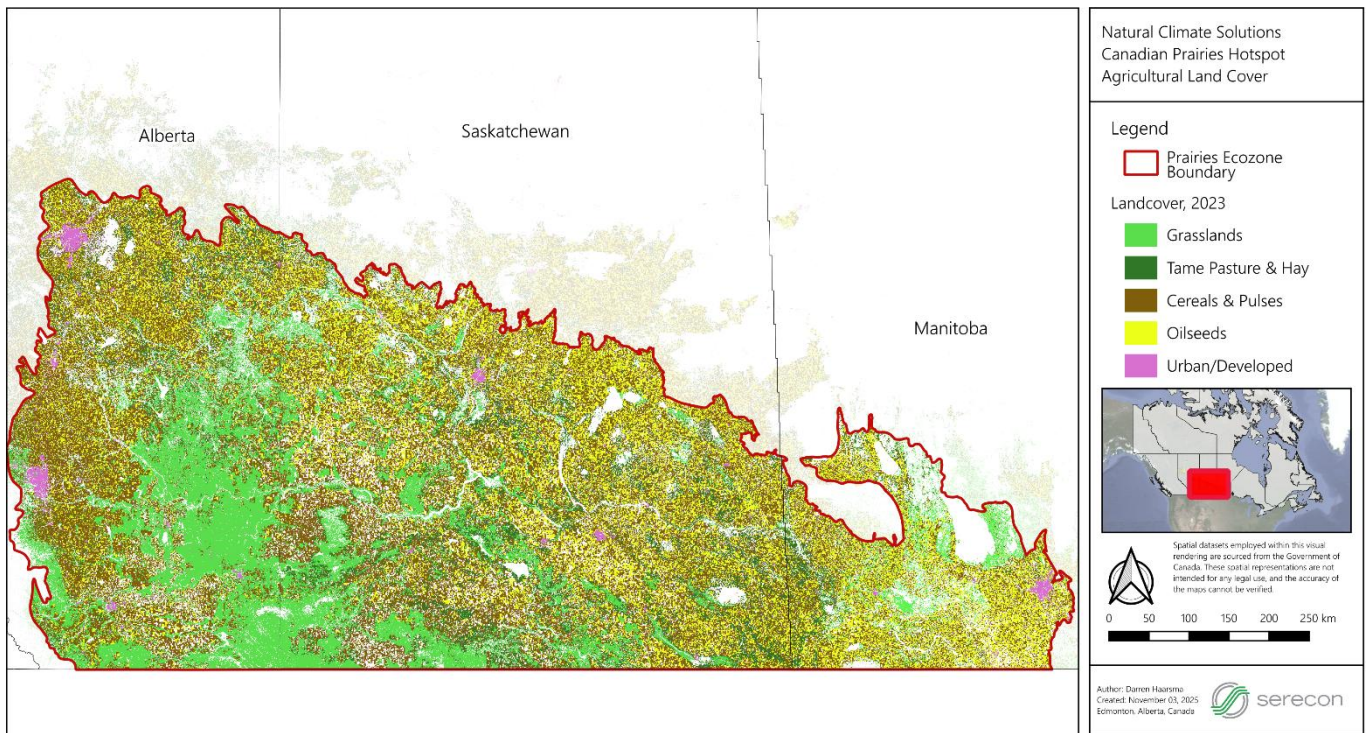 Alberta
Saskatchewan
Manitoba
Natural Climate Solutions
Canadian Prairies Hotspot
Agricultural Land Cover
Legend
Prairies Ecozone
Boundary
Landcover, 2023
Grasslands
Tame Pasture & Hay
Cereals & Pulses
Oilseeds
Urban/Developed
Spatial datasets employed within this visual
rendering are sourced from the Government of
Canada. These spatial representations are not
intended for any legal use, and the accuracy of
the maps cannot be verified.
0 50 100 150 200 250 km
Author: Darren Haarsma
Created: November 03, 2025
Edmonton, Alberta, Canada
serecon